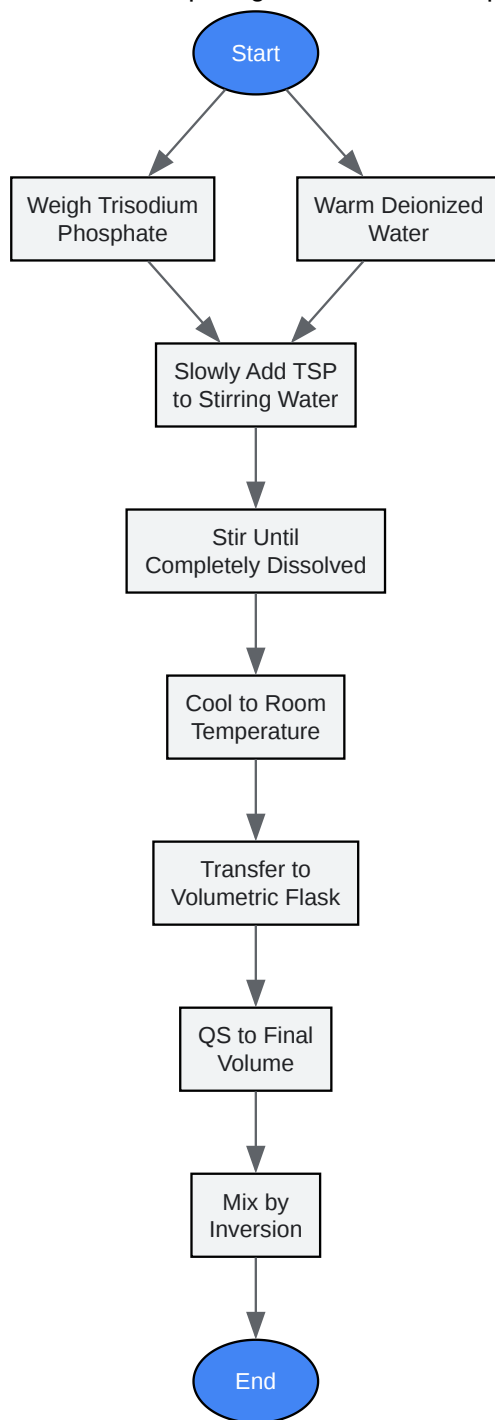 Start
Weigh Trisodium
Phosphate
Warm Deionized
Water
Slowly Add TSP
to Stirring Water
Stir Until
Completely Dissolved
Cool to Room
Temperature
Transfer to
Volumetric Flask
QS to Final
Volume
Mix by
Inversion
End